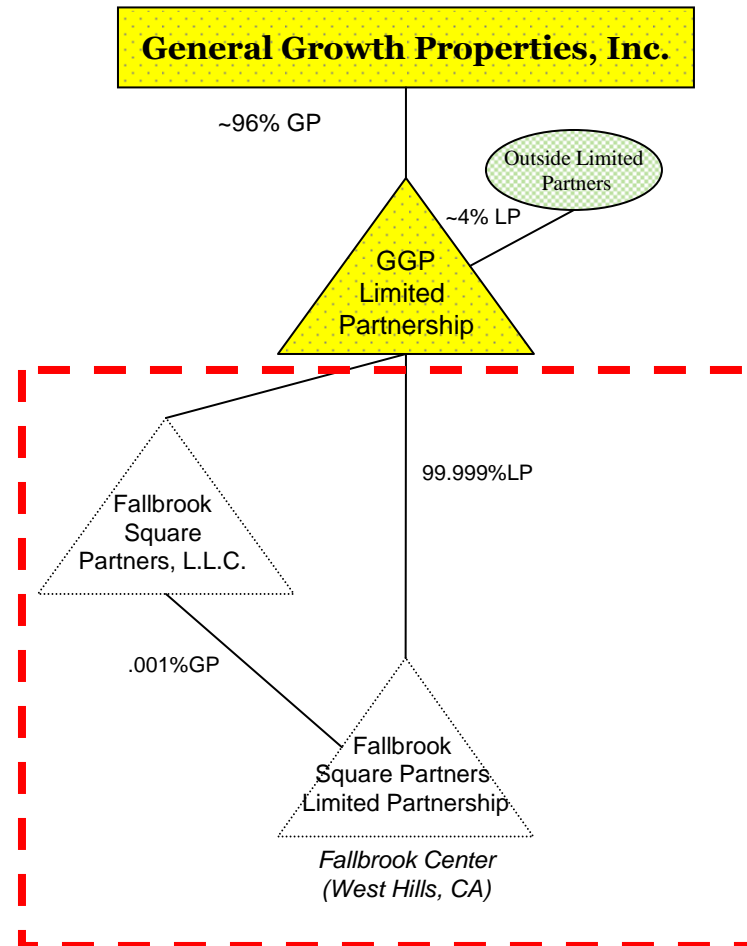 General Growth Properties, Inc.
~96% GP
Outside Limited
Partners
~4% LP
GGP
Limited
Partnership
99.999%LP
Fallbrook
Square
Partners, L.L.C.
.001%GP
Fallbrook
Square Partners
Limited Partnership
Fallbrook Center
(West Hills, CA)